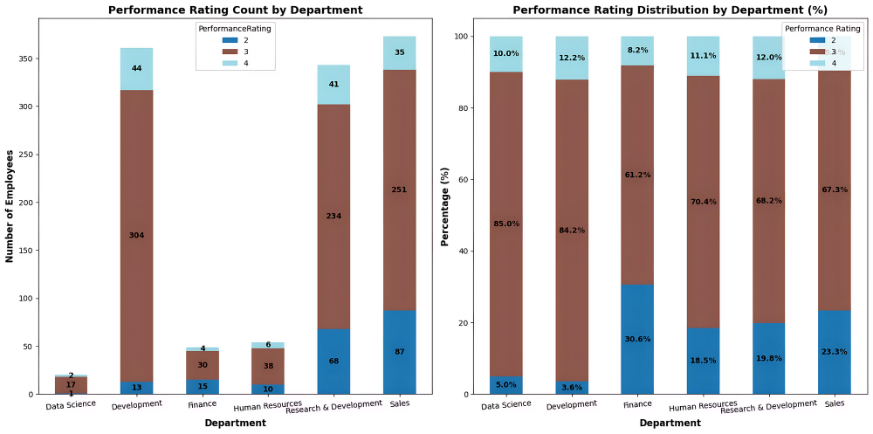 Performance Rating Count by Department
PerformanceRating
2
3
4
Number of Employees
350
300
250
200
150
100
50
0
2
17
1
44
304
13
4
30
15
6
38
10
41
234
68
35
251
87
Data Science
Development
Finance
Human Resources
Research & Development
Sales
Department
Performance Rating Distribution by Department (%)
Performance Rating
2
3
4
Percentage (%)
100
80
60
40
20
0
10.0%
85.0%
5.0%
12.2%
84.2%
3.6%
8.2%
61.2%
30.6%
11.1%
70.4%
18.5%
12.0%
68.2%
19.8%
67.3%
23.3%
Data Science
Development
Finance
Human Resources
Research & Development
Sales
Department